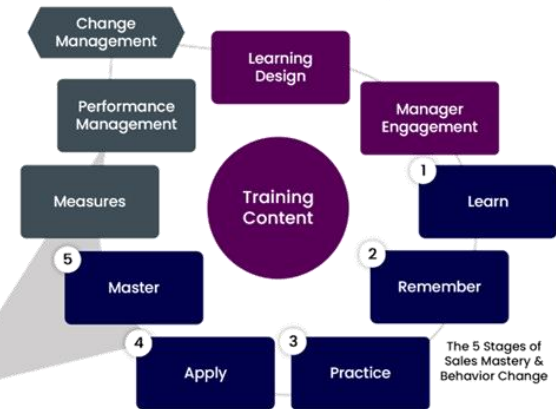 Change
Management
Learning
Design
Performance
Management
Manager
Engagement
Training
Content
1
Learn
Measures
2
Remember
5
Master
3
Practice
4
Apply
The 5 Stages of
Sales Mastery &
Behavior Change